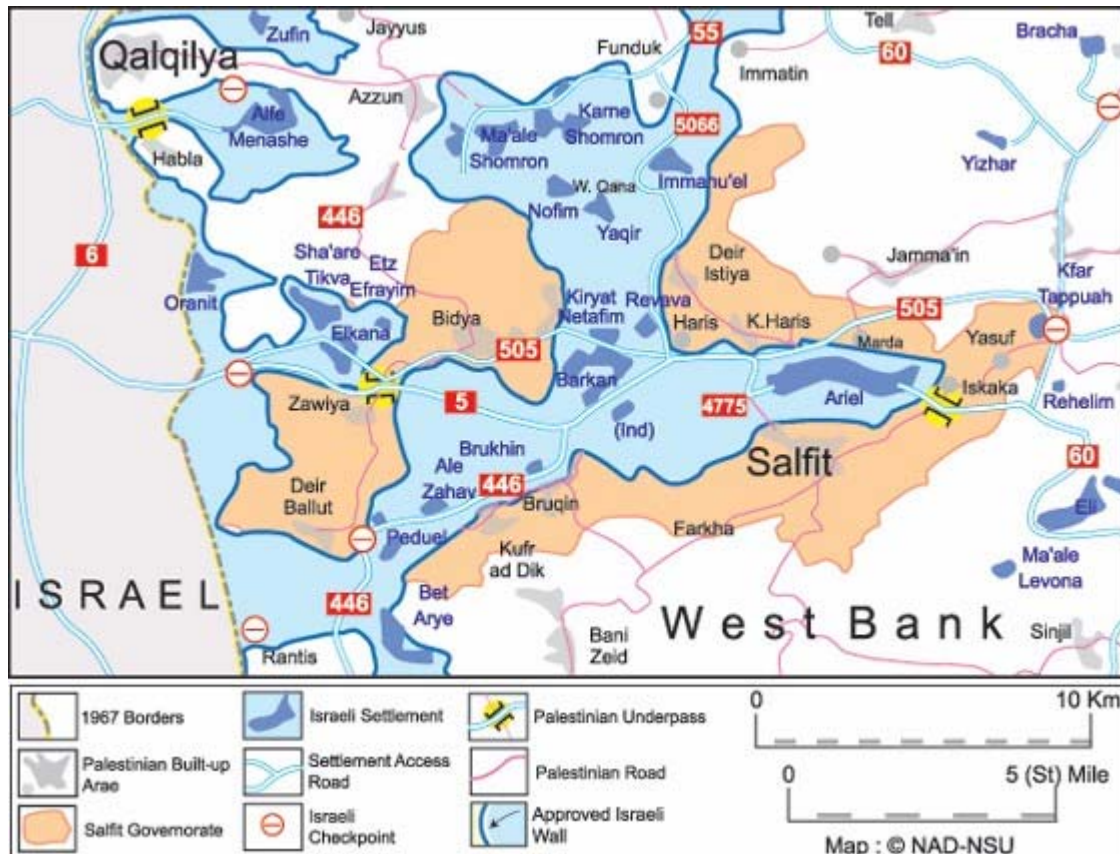 Zufin
Jayyus
55
Tell
60
Bracha
Qalqilya
Funduk
Immatin
Azzun
Alfe
Menashe
Karne
Shomron
Ma'ale
Shomron
5066
Habla
Immanu'el
Yizhar
W. Qana
Nofim
Yaqir
446
6
Sha'are
Tikva
Etz
Efrayim
Deir
Istiya
Jamma'in
Kfar
Tappuah
Oranit
Kiryat
Netafim
Revava
505
Elkana
Bidya
Haris
K.Haris
Marda
Yasuf
505
Barkan
Zawiya
5
4775
Ariel
Iskaka
Rehelim
(Ind)
Brukhin
Ale
Zahav
446
Salfit
60
Deir
Ballut
Bruqin
Eli
Peduel
Farkha
Kufr
ad Dik
Ma'ale
Levona
ISRAEL
446
Bet
Arye
West Bank
Rantis
Bani
Zeid
Sinjil
1967 Borders
Israeli Settlement
Palestinian Underpass
0 10 Km
Palestinian Built-up
Arae
Settlement Access
Road
Palestinian Road
0 5 (St) Mile
Salfit Governorate
Israeli
Checkpoint
Approved Israeli
Wall
Map : © NAD-NSU